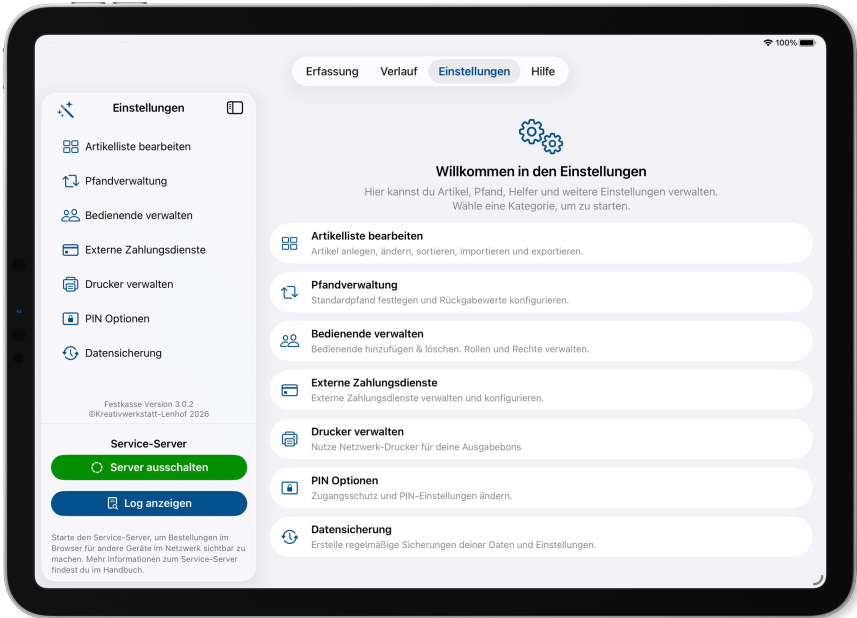 100%
Erfassung
Verlauf
Einstellungen
Hilfe
Einstellungen
Artikelliste bearbeiten
Pfandverwaltung
Bedienende verwalten
Externe Zahlungsdienste
Drucker verwalten
PIN Optionen
Datensicherung
Festkasse Version 3.0.2
©Kreativwerkstatt-Lenhof 2026
Service-Server
Server ausschalten
Log anzeigen
Starte den Service-Server, um Bestellungen im
Browser für andere Geräte im Netzwerk sichtbar zu
machen. Mehr Informationen zum Service-Server
findest du im Handbuch.
Willkommen in den Einstellungen
Hier kannst du Artikel, Pfand, Helfer und weitere Einstellungen verwalten.
Wähle eine Kategorie, um zu starten.
Artikelliste bearbeiten
Artikel anlegen, ändern, sortieren, importieren und exportieren.
Pfandverwaltung
Standardpfand festlegen und Rückgabewerte konfigurieren.
Bedienende verwalten
Bedienende hinzufügen & löschen. Rollen und Rechte verwalten.
Externe Zahlungsdienste
Externe Zahlungsdienste verwalten und konfigurieren.
Drucker verwalten
Nutze Netzwerk-Drucker für deine Ausgabebons
PIN Optionen
Zugangsschutz und PIN-Einstellungen ändern.
Datensicherung
Erstelle regelmäßige Sicherungen deiner Daten und Einstellungen.